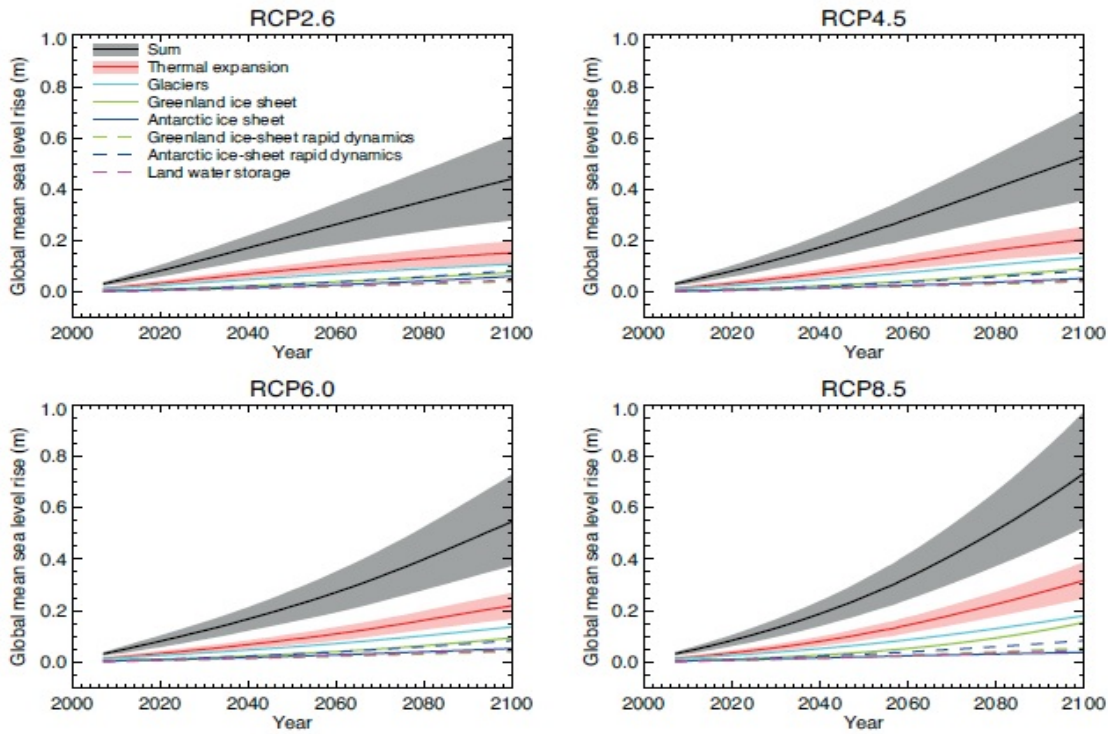 RCP2.6
Global mean sea level rise (m)
1.0
0.8
0.6
0.4
0.2
0.0
Sum
Thermal expansion
Glaciers
Greenland ice sheet
Antarctic ice sheet
Greenland ice-sheet rapid dynamics
Antarctic ice-sheet rapid dynamics
Land water storage
2000 2020 2040 2060 2080 2100
Year
RCP4.5
Global mean sea level rise (m)
1.0
0.8
0.6
0.4
0.2
0.0
2000 2020 2040 2060 2080 2100
Year
RCP6.0
Global mean sea level rise (m)
1.0
0.8
0.6
0.4
0.2
0.0
2000 2020 2040 2060 2080 2100
Year
RCP8.5
Global mean sea level rise (m)
1.0
0.8
0.6
0.4
0.2
0.0
2000 2020 2040 2060 2080 2100
Year